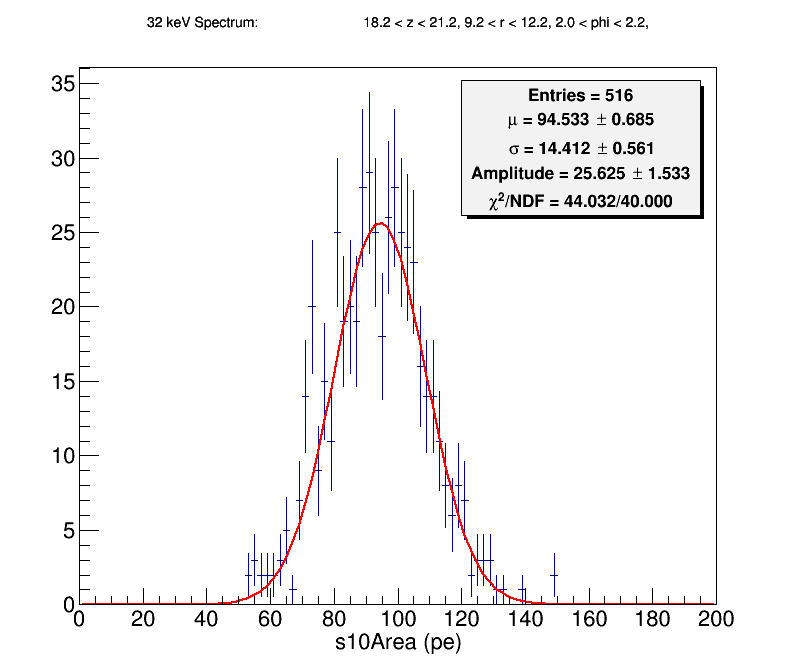 32 keV Spectrum: 18.2 < z < 21.2, 9.2 < r < 12.2, 2.0 < phi < 2.2,
Entries = 516
μ = 94.533 ± 0.685
σ = 14.412 ± 0.561
Amplitude = 25.625 ± 1.533
χ²/NDF = 44.032/40.000
35
30
25
20
15
10
5
0
0 20 40 60 80 100 120 140 160 180 200
s10Area (pe)